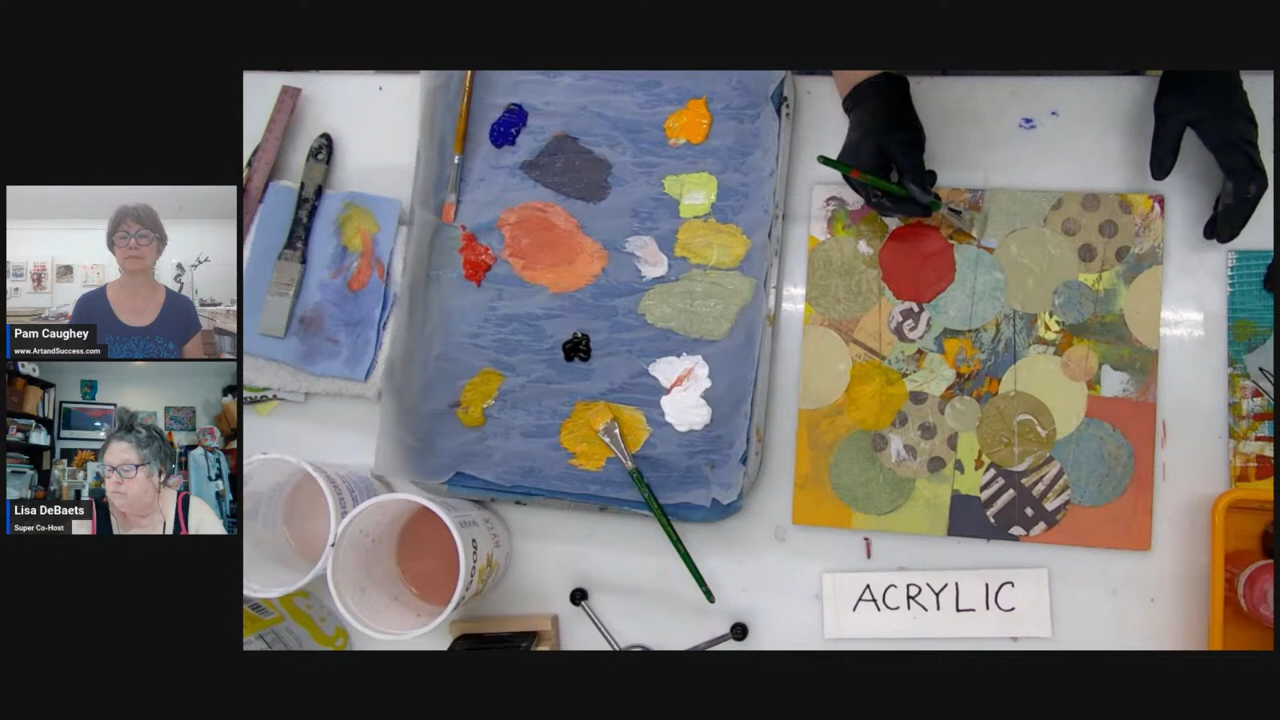 Pam Caughey
www.ArtandSuccess.com
Lisa DeBaets
Super Co-Host
ACRYLIC